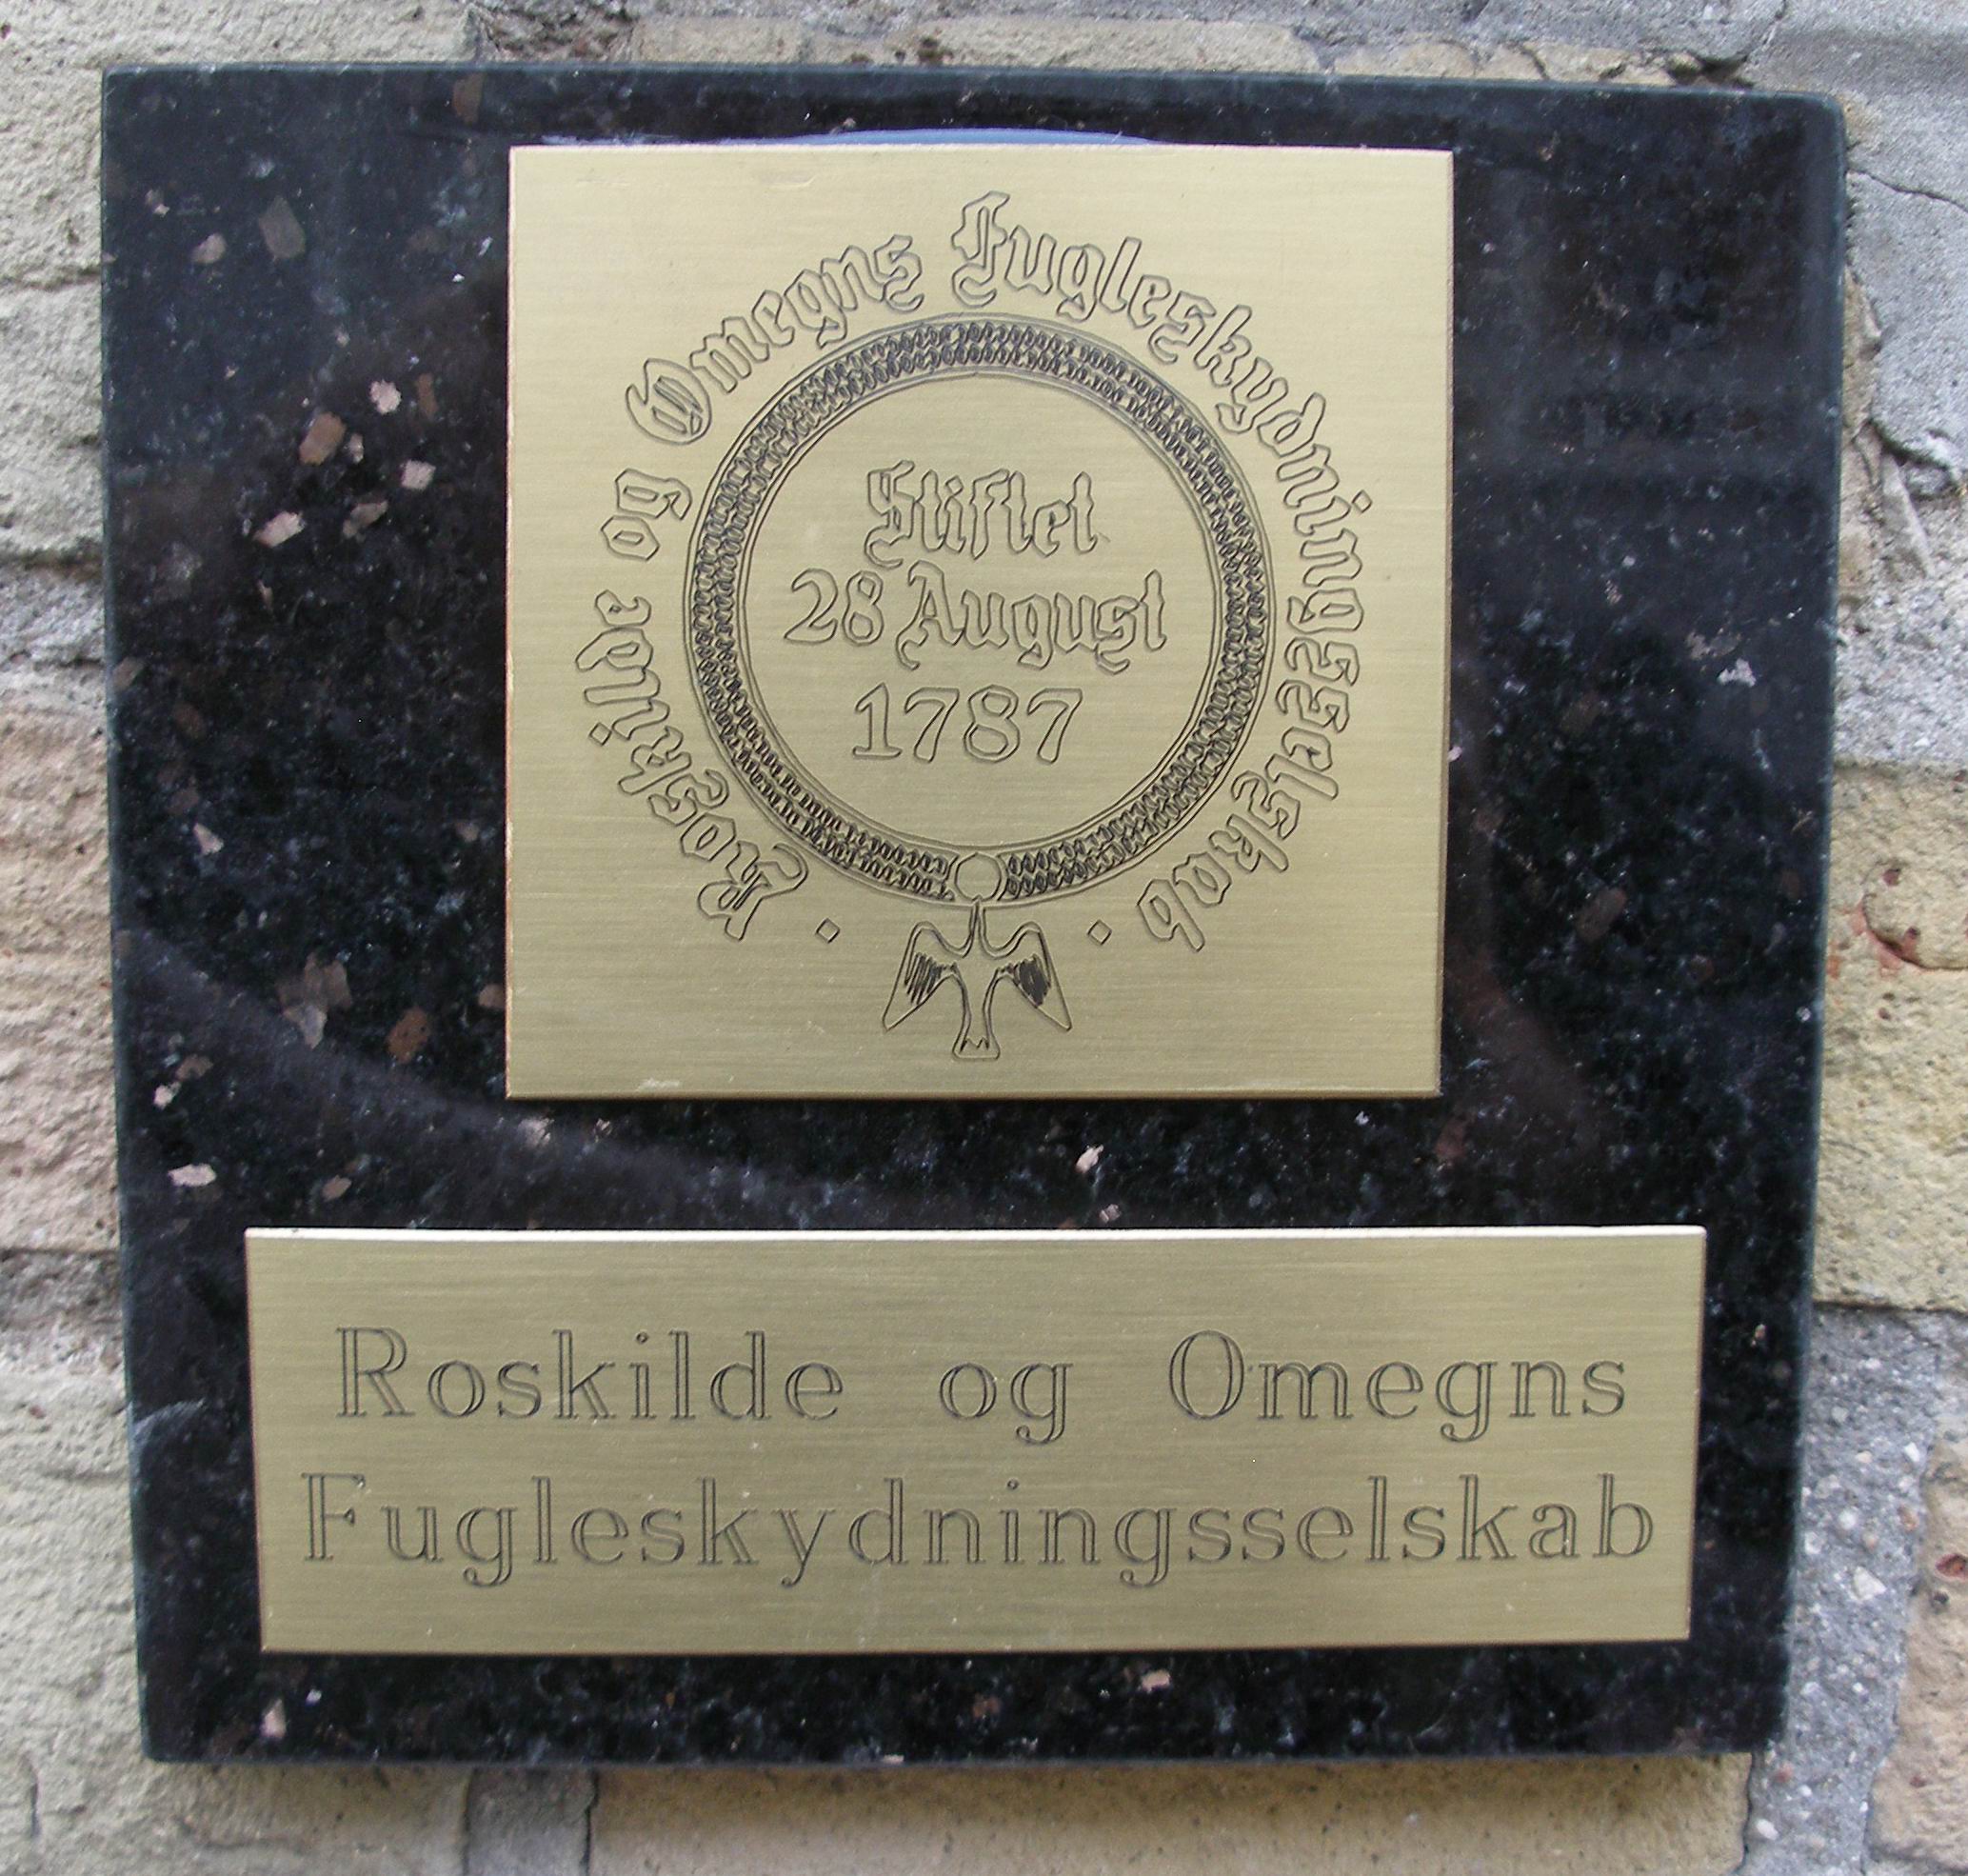 Roskilde og Omegns Fugleskydningsselskab
Stiftet
28 August
1787
Roskilde og Omegns
Fugleskydningsselskab